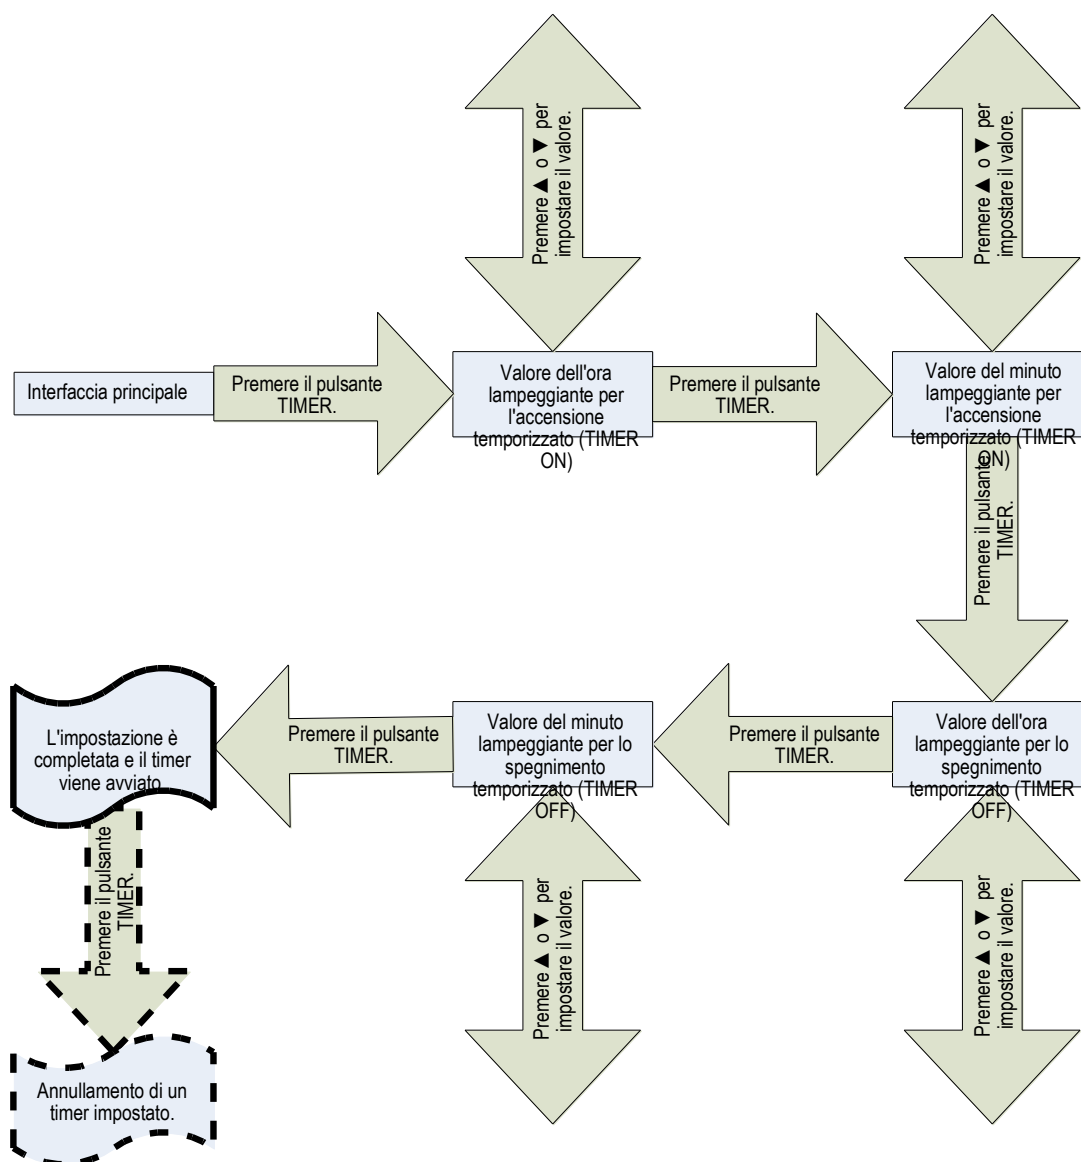 Premere ▲ o ▼ per
impostare il valore.
Premere ▲ o ▼ per
impostare il valore.
Interfaccia principale
Premere il pulsante
TIMER.
Valore dell'ora
lampeggiante per
l'accensione
temporizzato (TIMER
ON)
Premere il pulsante
TIMER.
Valore del minuto
lampeggiante per
l'accensione
temporizzato (TIMER
ON)
Premere il pulsante
TIMER.
Valore dell'ora
lampeggiante per lo
spegnimento
temporizzato (TIMER
OFF)
Premere ▲ o ▼ per
impostare il valore.
Premere il pulsante
TIMER.
Valore del minuto
lampeggiante per lo
spegnimento
temporizzato (TIMER
OFF)
Premere ▲ o ▼ per
impostare il valore.
Premere il pulsante
TIMER.
L'impostazione è
completata e il timer
viene avviato.
Premere il pulsante
TIMER.
Annullamento di un
timer impostato.